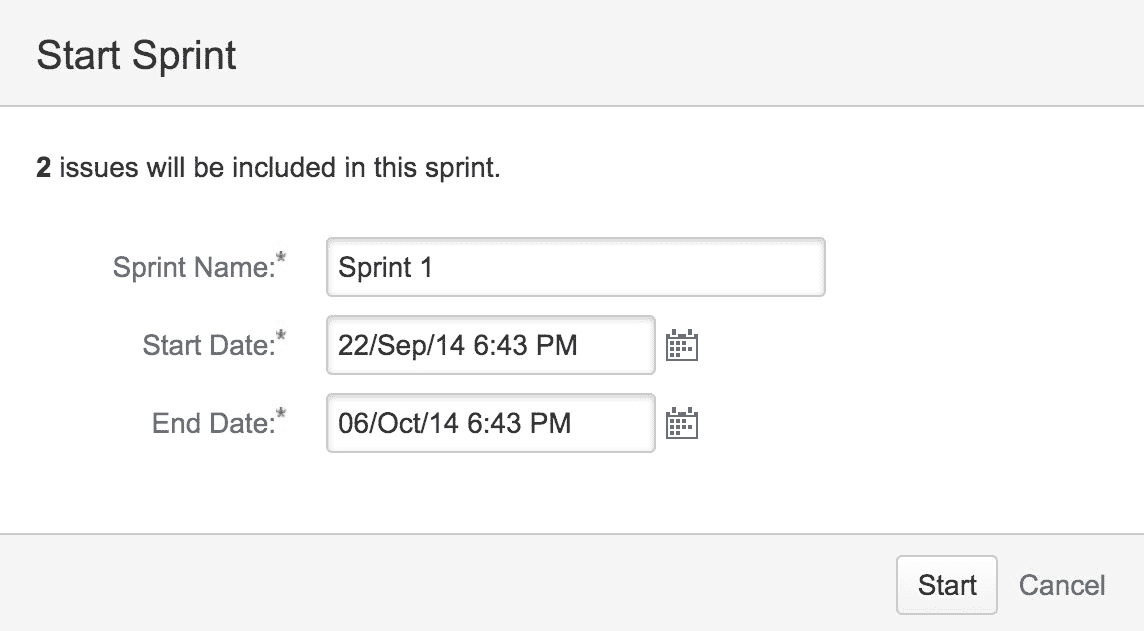 Start Sprint
2 issues will be included in this sprint.
Sprint Name:* Sprint 1
Start Date:* 22/Sep/14 6:43 PM
End Date:* 06/Oct/14 6:43 PM
Start Cancel